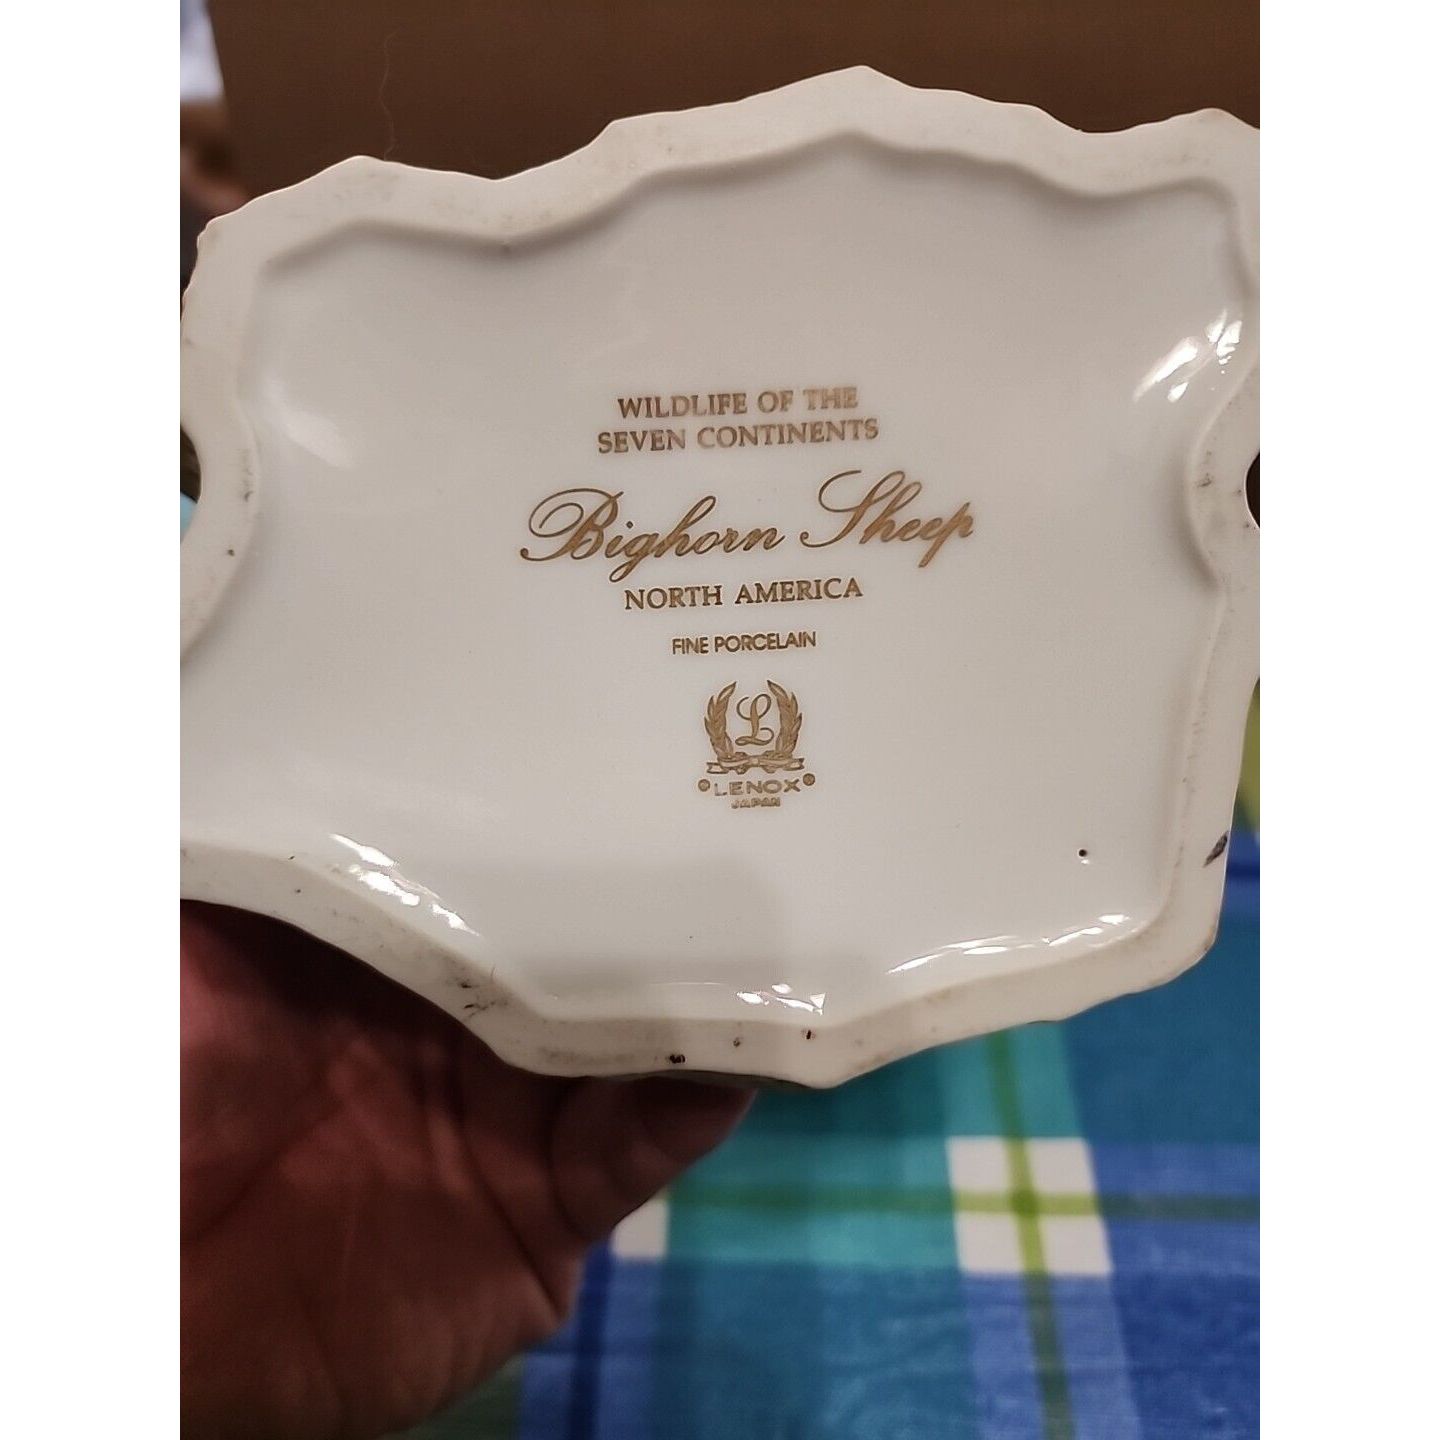 WILDLIFE OF THE
SEVEN CONTINENTS
Bighorn Sheep
NORTH AMERICA
FINE PORCELAIN
L
©LENOX®
JAPAN